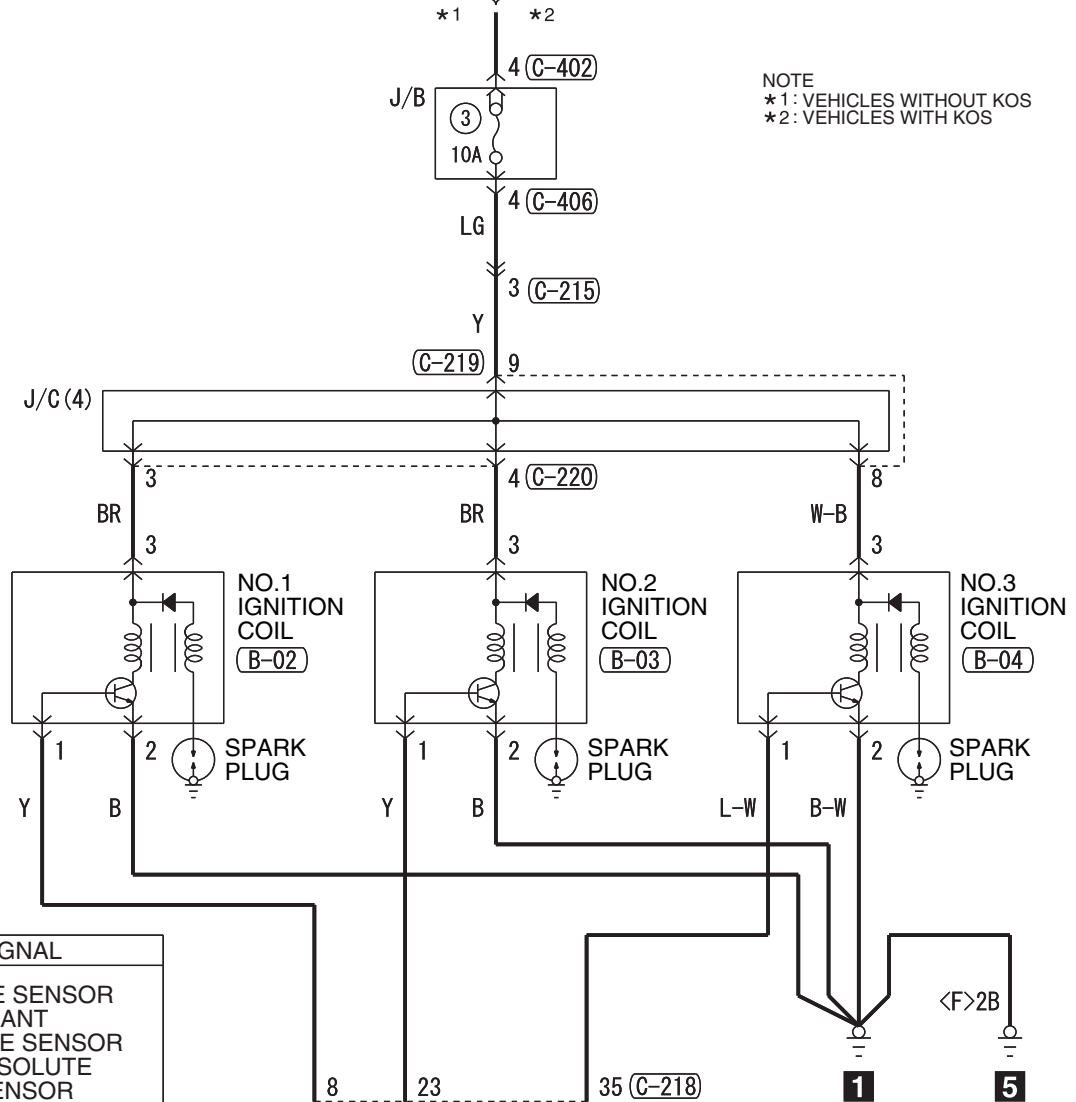 *1 *2
4 (C-402)
NOTE
*1: VEHICLES WITHOUT KOS
*2: VEHICLES WITH KOS
J/B
3
10A
4 (C-406)
LG
3 (C-215)
Y
(C-219) 9
J/C(4)
3 4 (C-220) 8
BR BR W-B
3 3 3
NO.1
IGNITION
COIL
B-02
NO.2
IGNITION
COIL
B-03
NO.3
IGNITION
COIL
B-04
1 2 SPARK
PLUG
1 2 SPARK
PLUG
1 2 SPARK
PLUG
Y B Y B L-W B-W
GNAL
E SENSOR
ANT
E SENSOR
SOLUTE
ENSOR
<F>2B
8 23 35 (C-218) 1 5